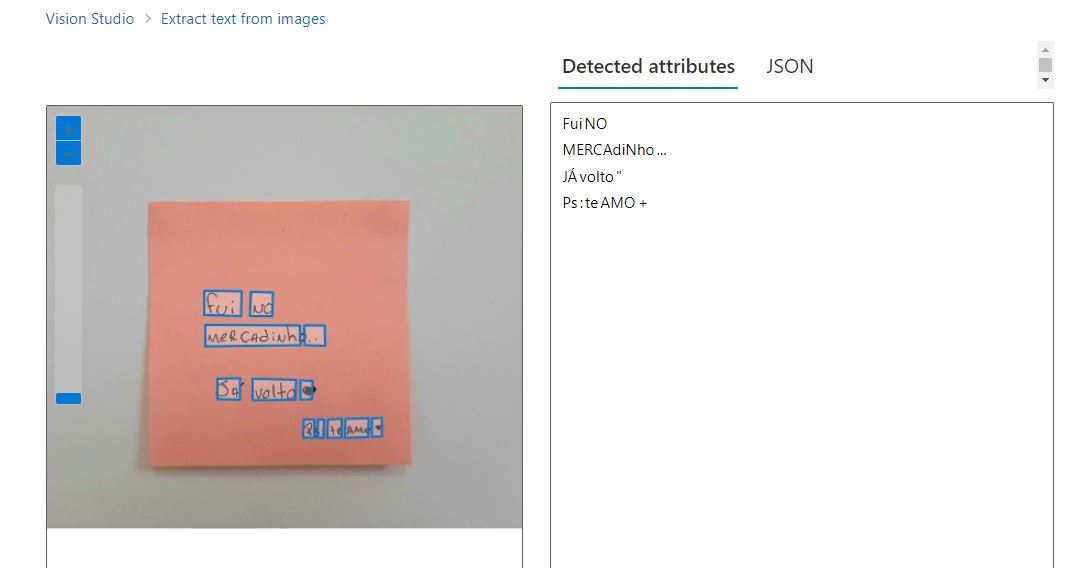 Vision Studio > Extract text from images
Detected attributes JSON
+
-
Fui NO
MERCAdiNho ...
JÁ volto "
Ps : te AMO +
fui NO
MERCAdiNho...
JÁ volto
Ps: te AMO